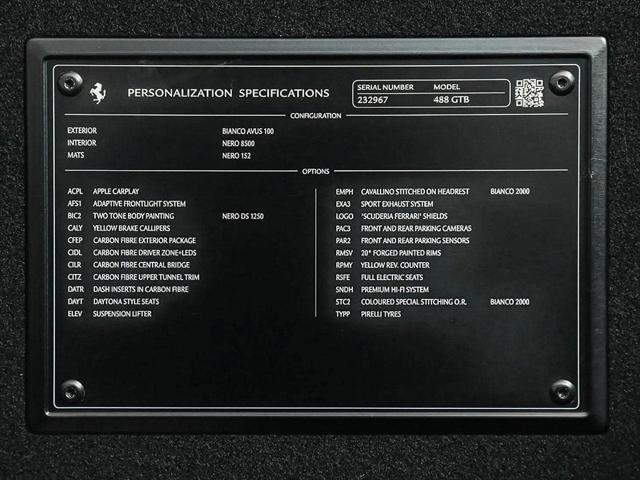 PERSONALIZATION SPECIFICATIONS
SERIAL NUMBER MODEL
232967 488 GTB
CONFIGURATION
EXTERIOR BIANCO AVUS 100
INTERIOR NERO 8500
MATS NERO 152
OPTIONS
ACPL APPLE CARPLAY
AFS1 ADAPTIVE FRONTLIGHT SYSTEM
BIC2 TWO TONE BODY PAINTING NERO DS 1250
CALY YELLOW BRAKE CALLIPERS
CFEP CARBON FIBRE EXTERIOR PACKAGE
CIDL CARBON FIBRE DRIVER ZONE+LEDS
CILR CARBON FIBRE CENTRAL BRIDGE
CITZ CARBON FIBRE UPPER TUNNEL TRIM
DATR DASH INSERTS IN CARBON FIBRE
DAYT DAYTONA STYLE SEATS
ELEV SUSPENSION LIFTER
EMPH CAVALLINO STITCHED ON HEADREST BIANCO 2000
EXA3 SPORT EXHAUST SYSTEM
LOGO "SCUDERIA FERRARI" SHIELDS
PAC3 FRONT AND REAR PARKING CAMERAS
PAR2 FRONT AND REAR PARKING SENSORS
RMSV 20" FORGED PAINTED RIMS
RPMY YELLOW REV. COUNTER
RSFE FULL ELECTRIC SEATS
SNDH PREMIUM HI-FI SYSTEM
STC2 COLOURED SPECIAL STITCHING O.R. BIANCO 2000
TYPP PIRELLI TYRES